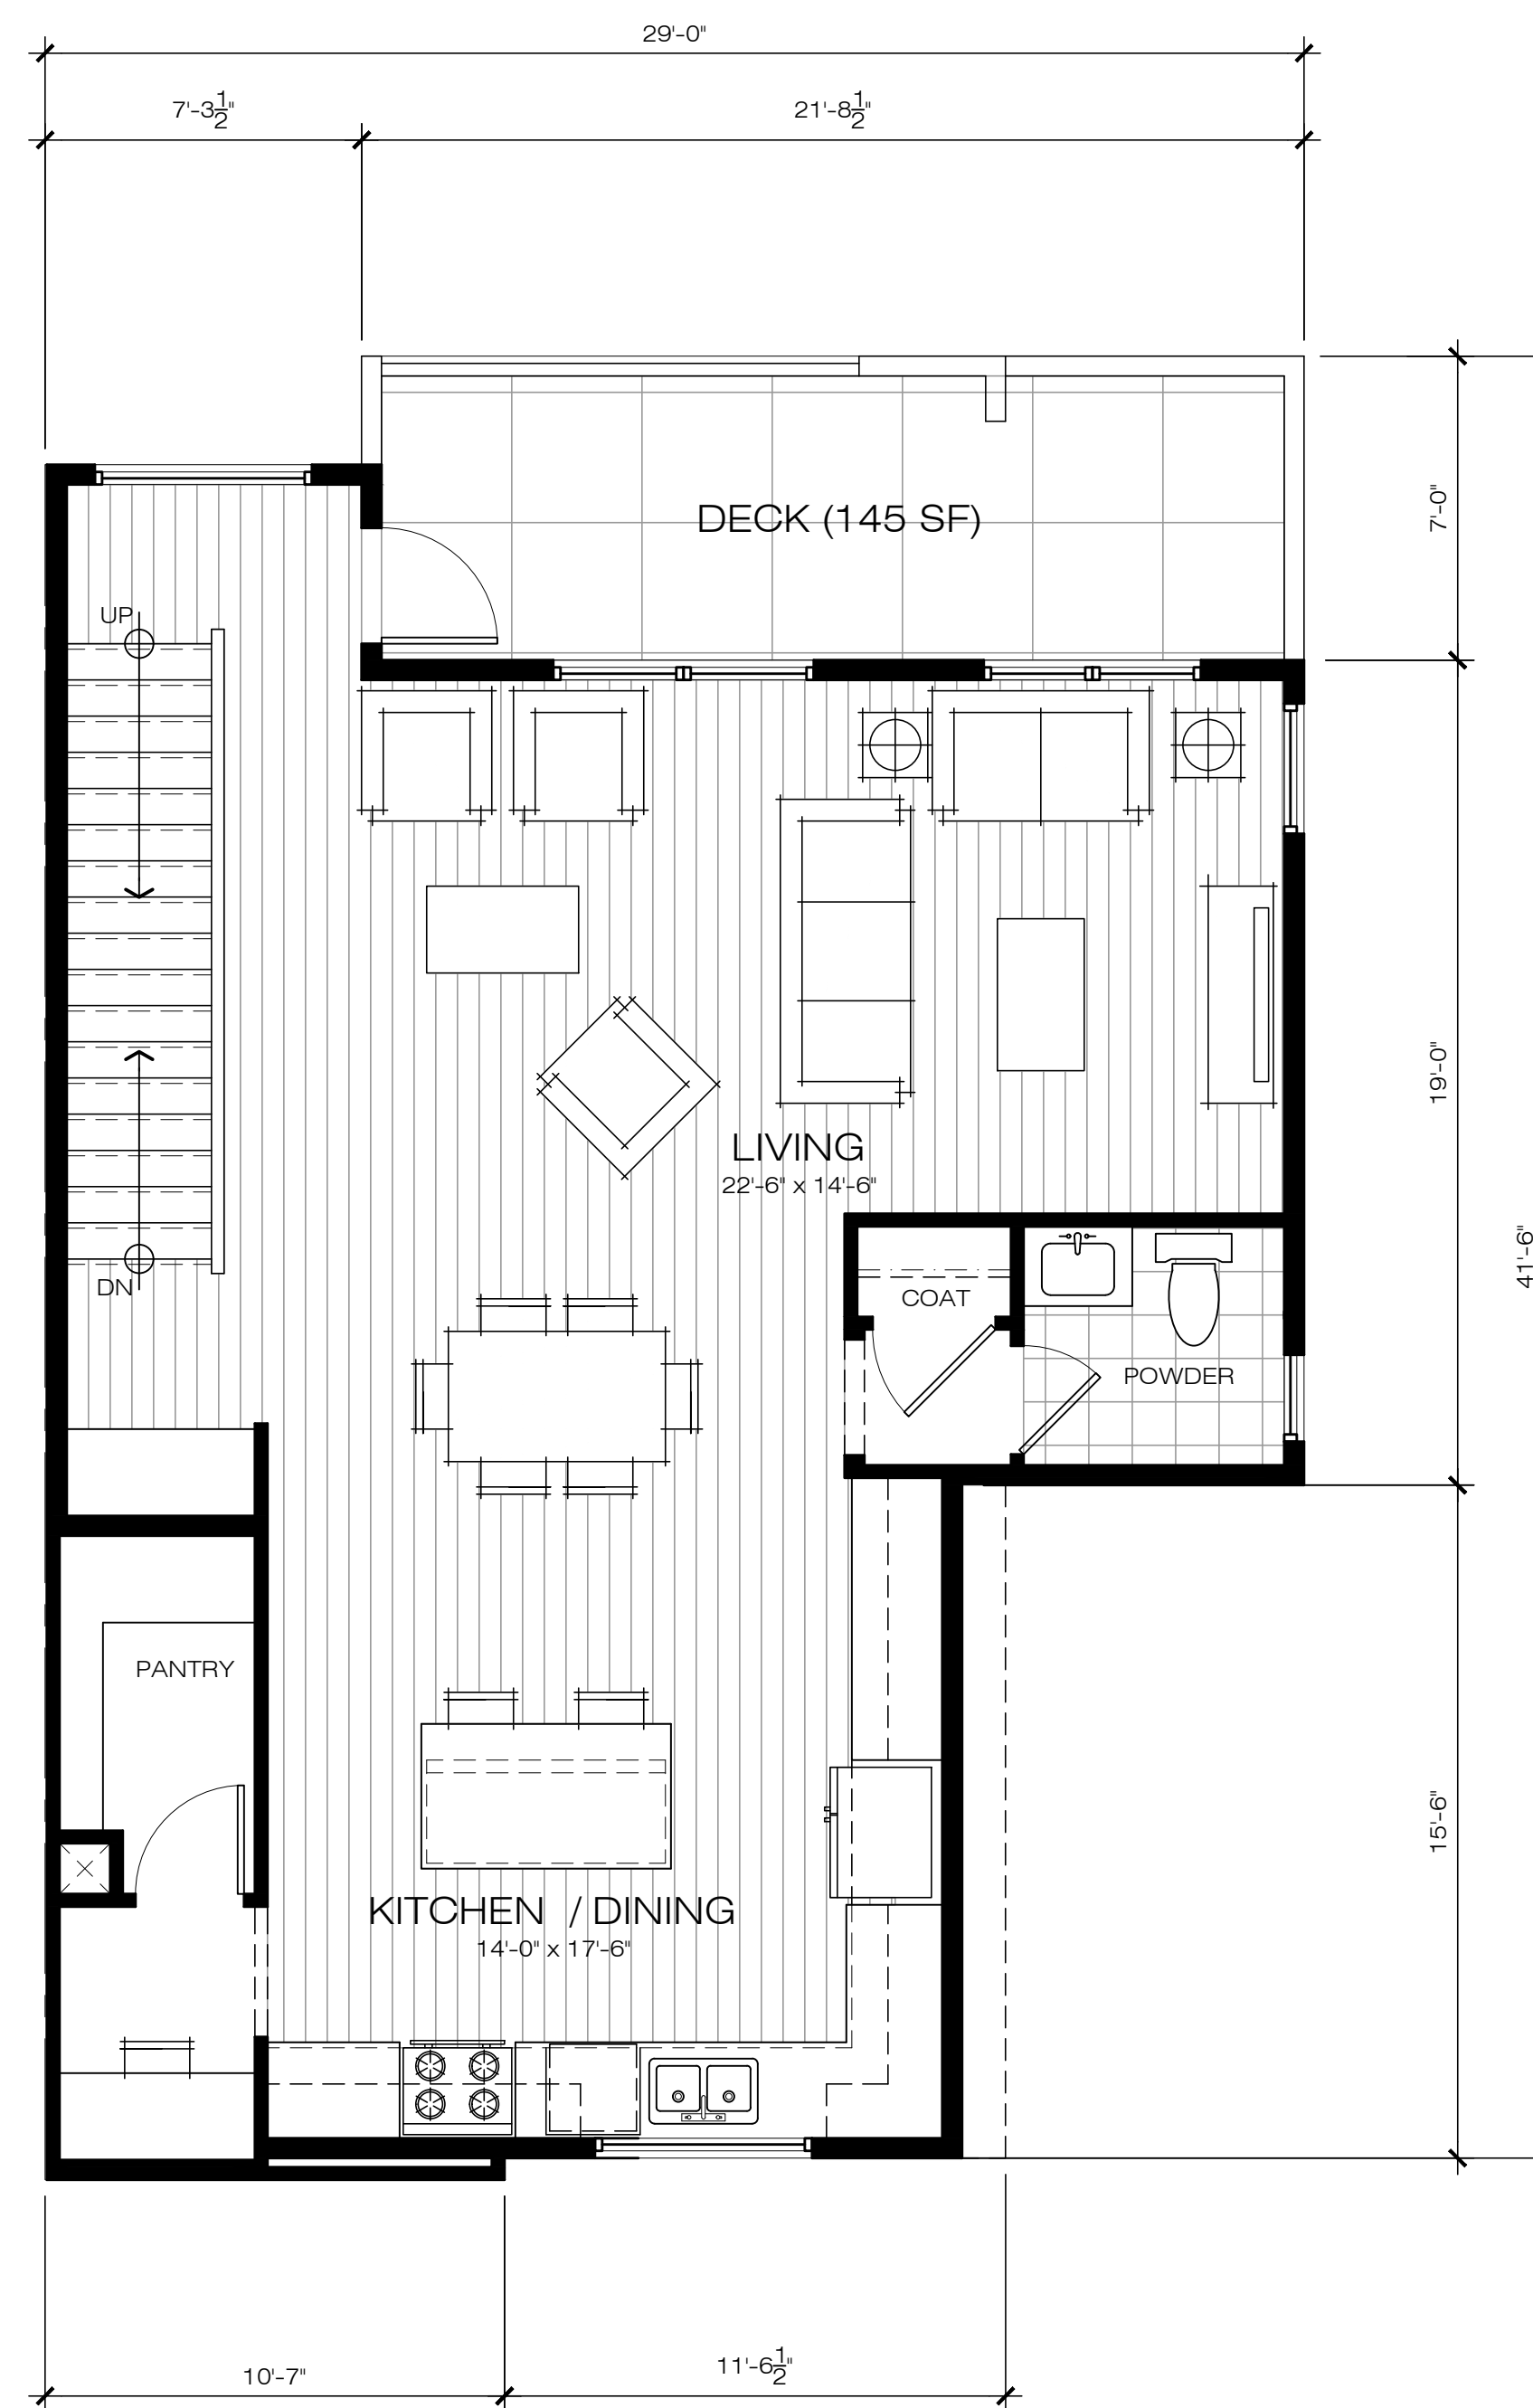 29'-0"
7'-3½"
21'-8½"
DECK (145 SF)
7'-0"
UP
19'-0"
LIVING
22'-6" x 14'-6"
41'-6"
DN
COAT
POWDER
PANTRY
15'-6"
KITCHEN / DINING
14'-0" x 17'-6"
10'-7"
11'-6½"